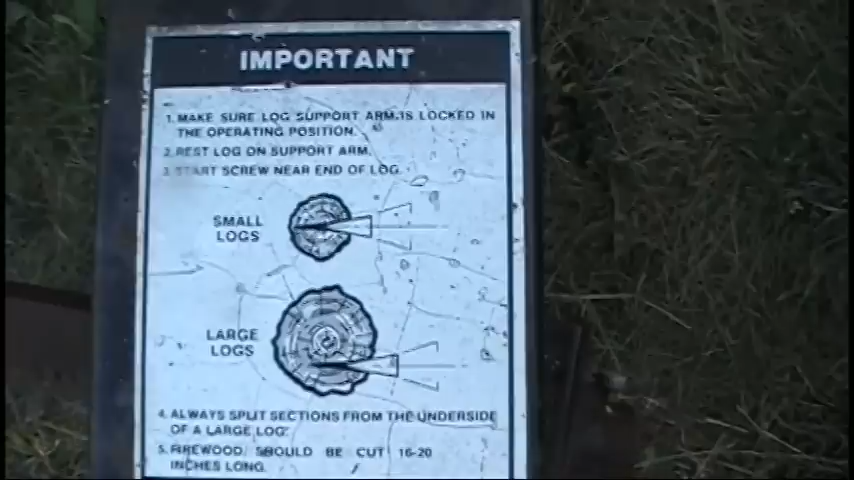 IMPORTANT
1. MAKE SURE LOG SUPPORT ARM IS LOCKED IN
THE OPERATING POSITION.
2. REST LOG ON SUPPORT ARM.
3. START SCREW NEAR END OF LOG.
SMALL
LOGS
LARGE
LOGS
4. ALWAYS SPLIT SECTIONS FROM THE UNDERSIDE
OF A LARGE LOG.
5. FIREWOOD SHOULD BE CUT 16-20
INCHES LONG.